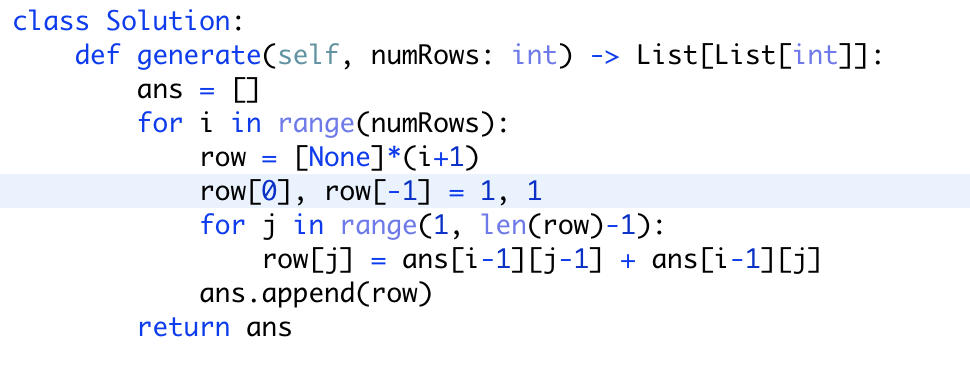 class Solution:
    def generate(self, numRows: int) -> List[List[int]]:
        ans = []
        for i in range(numRows):
            row = [None]*(i+1)
            row[0], row[-1] = 1, 1
            for j in range(1, len(row)-1):
                row[j] = ans[i-1][j-1] + ans[i-1][j]
            ans.append(row)
        return ans